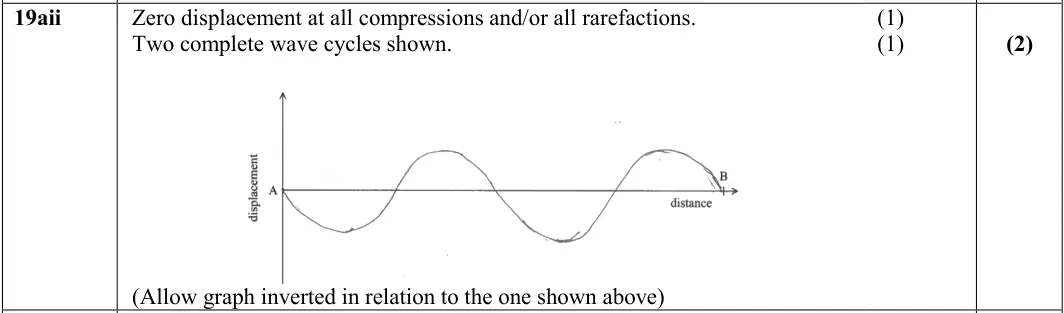 19aii
Zero displacement at all compressions and/or all rarefactions. (1)
Two complete wave cycles shown. (1) (2)
displacement
A
B
distance
(Allow graph inverted in relation to the one shown above)